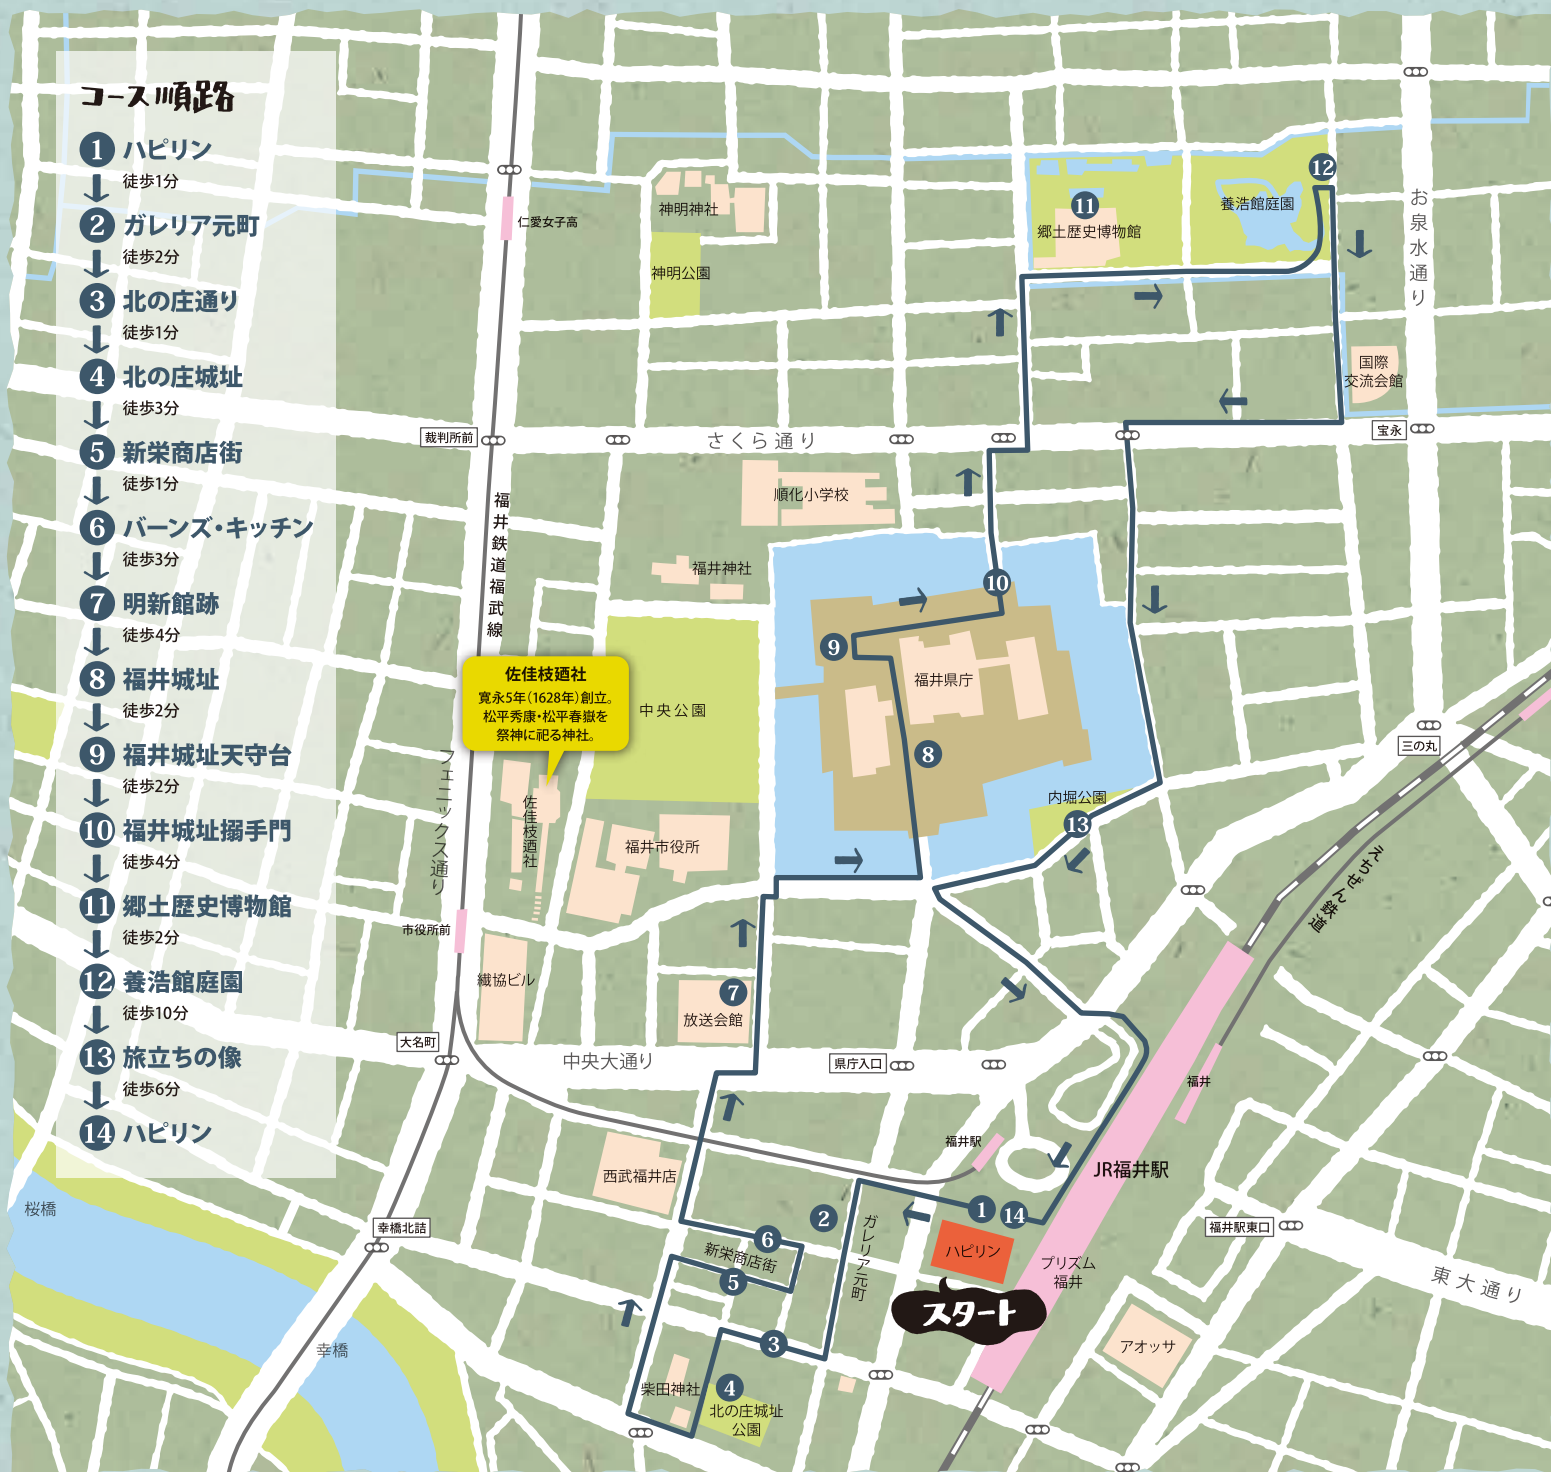 コース順路
1 ハピリン
徒歩1分
2 ガレリア元町
徒歩2分
3 北の庄通り
徒歩1分
4 北の庄城址
徒歩3分
5 新栄商店街
徒歩1分
6 バーンズ・キッチン
徒歩3分
7 明新館跡
徒歩4分
8 福井城址
徒歩2分
9 福井城址天守台
徒歩2分
10 福井城址搦手門
徒歩4分
11 郷土歴史博物館
徒歩2分
12 養浩館庭園
徒歩10分
13 旅立ちの像
徒歩6分
14 ハピリン
仁愛女子高
神明神社
神明公園
11
郷土歴史博物館
12
養浩館庭園
お泉水通り
国際
交流会館
宝永
裁判所前
さくら通り
順化小学校
福井鉄道福武線
福井神社
10
9
福井県庁
8
佐佳枝廼社
寛永5年(1628年)創立。
松平秀康・松平春嶽を
祭神に祀る神社。
中央公園
三の丸
フェニックス通り
佐佳枝廼社
福井市役所
内堀公園
13
えちぜん鉄道
市役所前
繊協ビル
7
放送会館
大名町
中央大通り
県庁入口
福井
福井駅
JR福井駅
西武福井店
2
ガレリア元町
1
14
ハピリン
スタート
プリズム
福井
福井駅東口
東大通り
アオッサ
6
新栄商店街
5
3
柴田神社
4
北の庄城址
公園
桜橋
幸橋北詰
幸橋